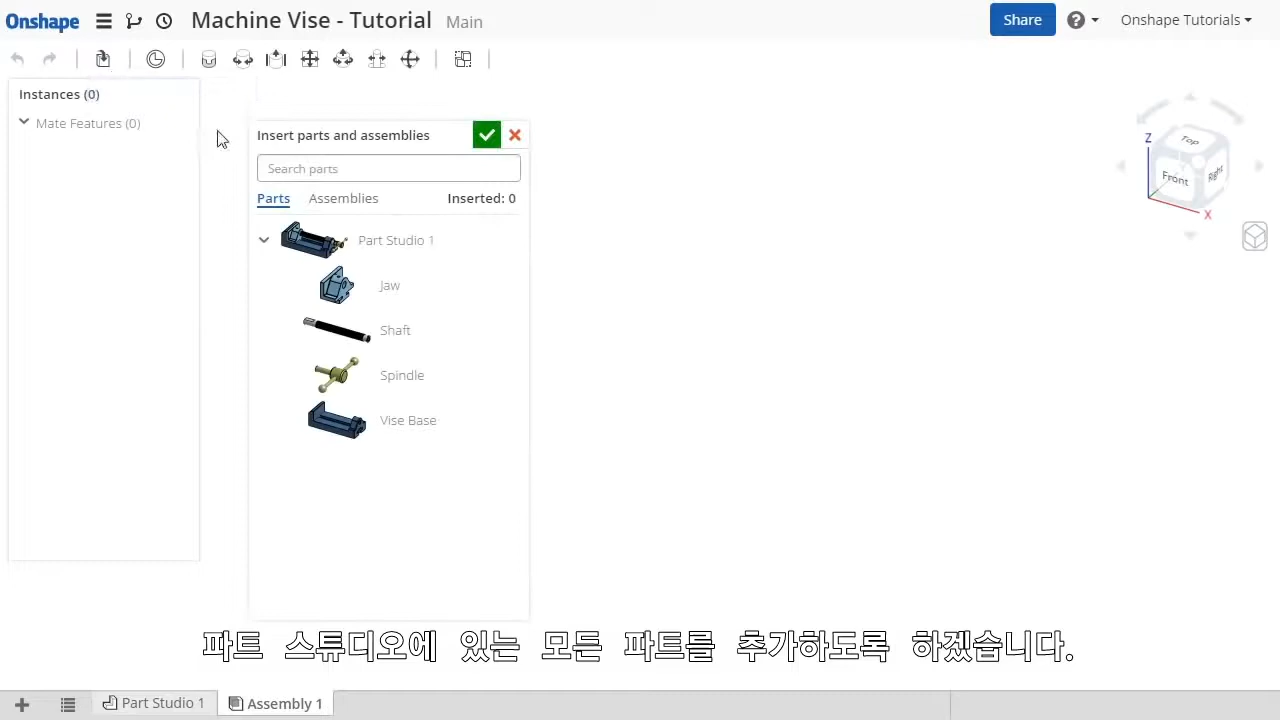 Onshape Machine Vise - Tutorial Main Share Onshape Tutorials
Instances (0)
Mate Features (0)
Insert parts and assemblies
Search parts
Parts Assemblies Inserted: 0
Part Studio 1
Jaw
Shaft
Spindle
Vise Base
Z
Top
Front
Right
X
파트 스튜디오에 있는 모든 파트를 추가하도록 하겠습니다.
Part Studio 1 Assembly 1